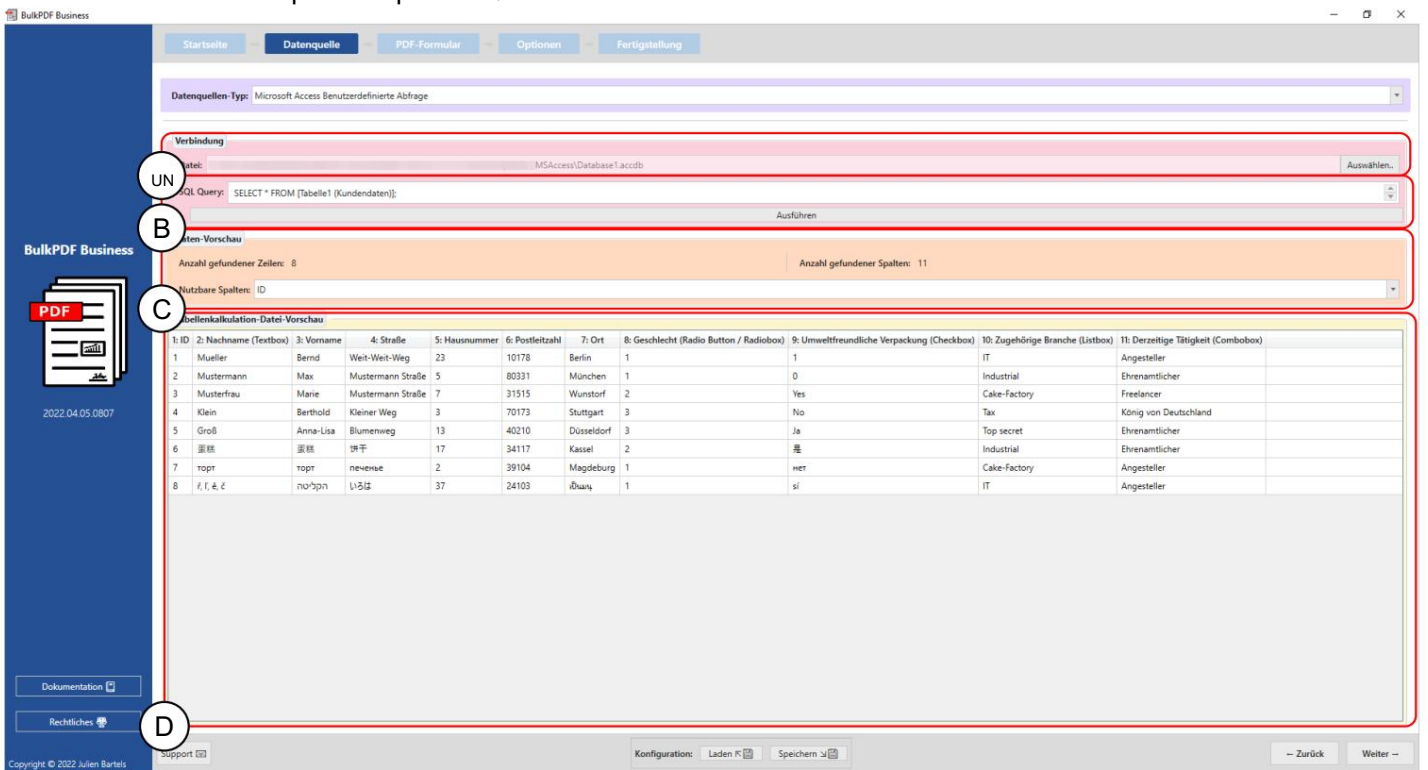 BulkPDF Business
Startseite → Datenquelle → PDF-Formular → Optionen → Fertigstellung
Datenquellen-Typ: Microsoft Access Benutzerdefinierte Abfrage
Verbindung
Datei: MSAccess\Database1.accdb Auswählen..
UN
SQL Query: SELECT * FROM [Tabelle1 (Kundendaten)];
Ausführen
B
Daten-Vorschau
Anzahl gefundener Zeilen: 8 Anzahl gefundener Spalten: 11
Nutzbare Spalten: ID
C
Tabellenkalkulation-Datei-Vorschau
1: ID 2: Nachname (Textbox) 3: Vorname 4: Straße 5: Hausnummer 6: Postleitzahl 7: Ort 8: Geschlecht (Radio Button / Radiobox) 9: Umweltfreundliche Verpackung (Checkbox) 10: Zugehörige Branche (Listbox) 11: Derzeitige Tätigkeit (Combobox)
1 Mueller Bernd Weit-Weit-Weg 23 10178 Berlin 1 1 IT Angesteller
2 Mustermann Max Mustermann Straße 5 80331 München 1 0 Industrial Ehrenamtlicher
3 Musterfrau Marie Mustermann Straße 7 31515 Wunstorf 2 Yes Cake-Factory Freelancer
4 Klein Berthold Kleiner Weg 3 70173 Stuttgart 3 No Tax König von Deutschland
5 Groß Anna-Lisa Blumenweg 13 40210 Düsseldorf 3 Ja Top secret Ehrenamtlicher
6 蛋糕 蛋糕 饼干 17 34117 Kassel 2 是 Industrial Ehrenamtlicher
7 торт торт печенье 2 39104 Magdeburg 1 нет Cake-Factory Angesteller
8 הקליטה いろは 37 24103 1 sí IT Angesteller
D
BulkPDF Business
PDF
2022.04.05.0807
Dokumentation
Rechtliches
Copyright © 2022 Julien Bartels
Support Konfiguration: Laden Speichern ← Zurück Weiter →